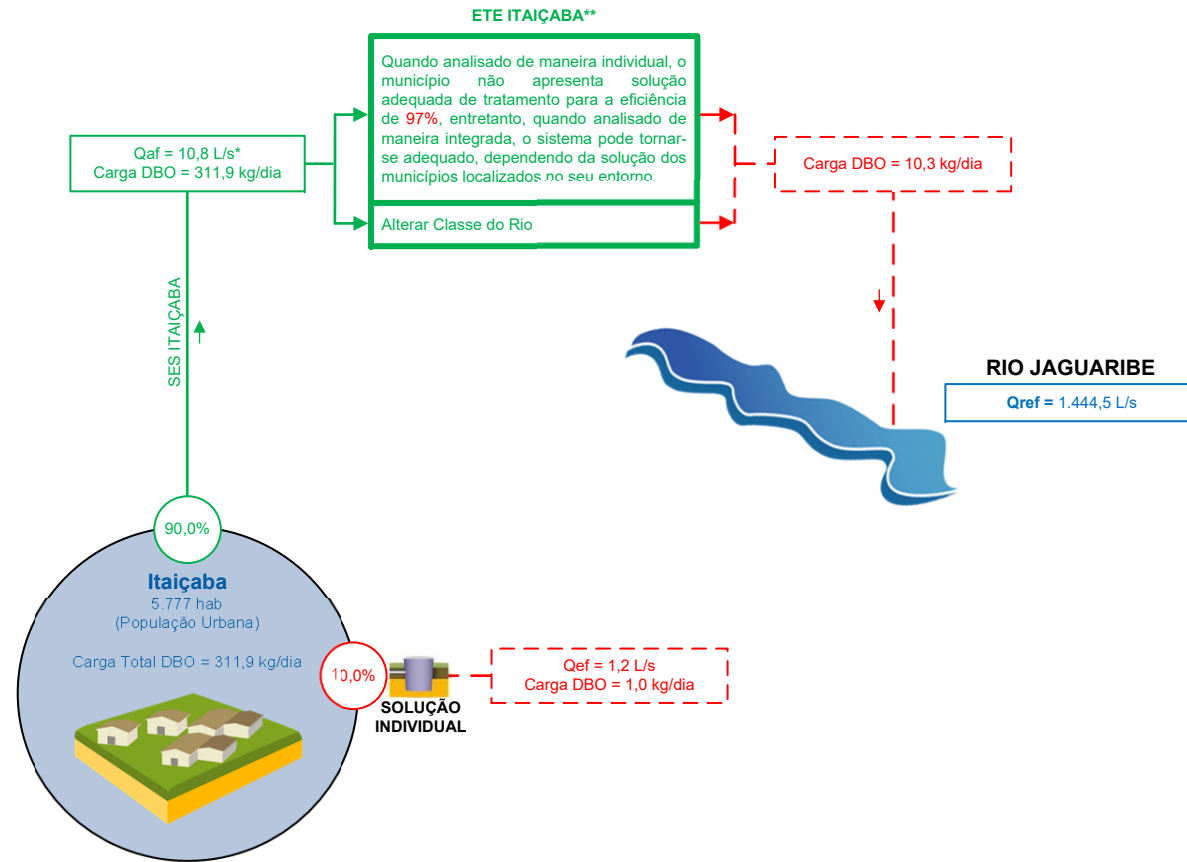 ETE ITAIÇABA**
Quando analisado de maneira individual, o
município não apresenta solução
adequada de tratamento para a eficiência
de 97%, entretanto, quando analisado de
maneira integrada, o sistema pode tornar-
se adequado, dependendo da solução dos
municípios localizados no seu entorno.
Alterar Classe do Rio
Qaf = 10,8 L/s*
Carga DBO = 311,9 kg/dia
Carga DBO = 10,3 kg/dia
SES ITAIÇABA
RIO JAGUARIBE
Qref = 1.444,5 L/s
90,0%
Itaiçaba
5.777 hab
(População Urbana)
Carga Total DBO = 311,9 kg/dia
10,0%
SOLUÇÃO
INDIVIDUAL
Qef = 1,2 L/s
Carga DBO = 1,0 kg/dia